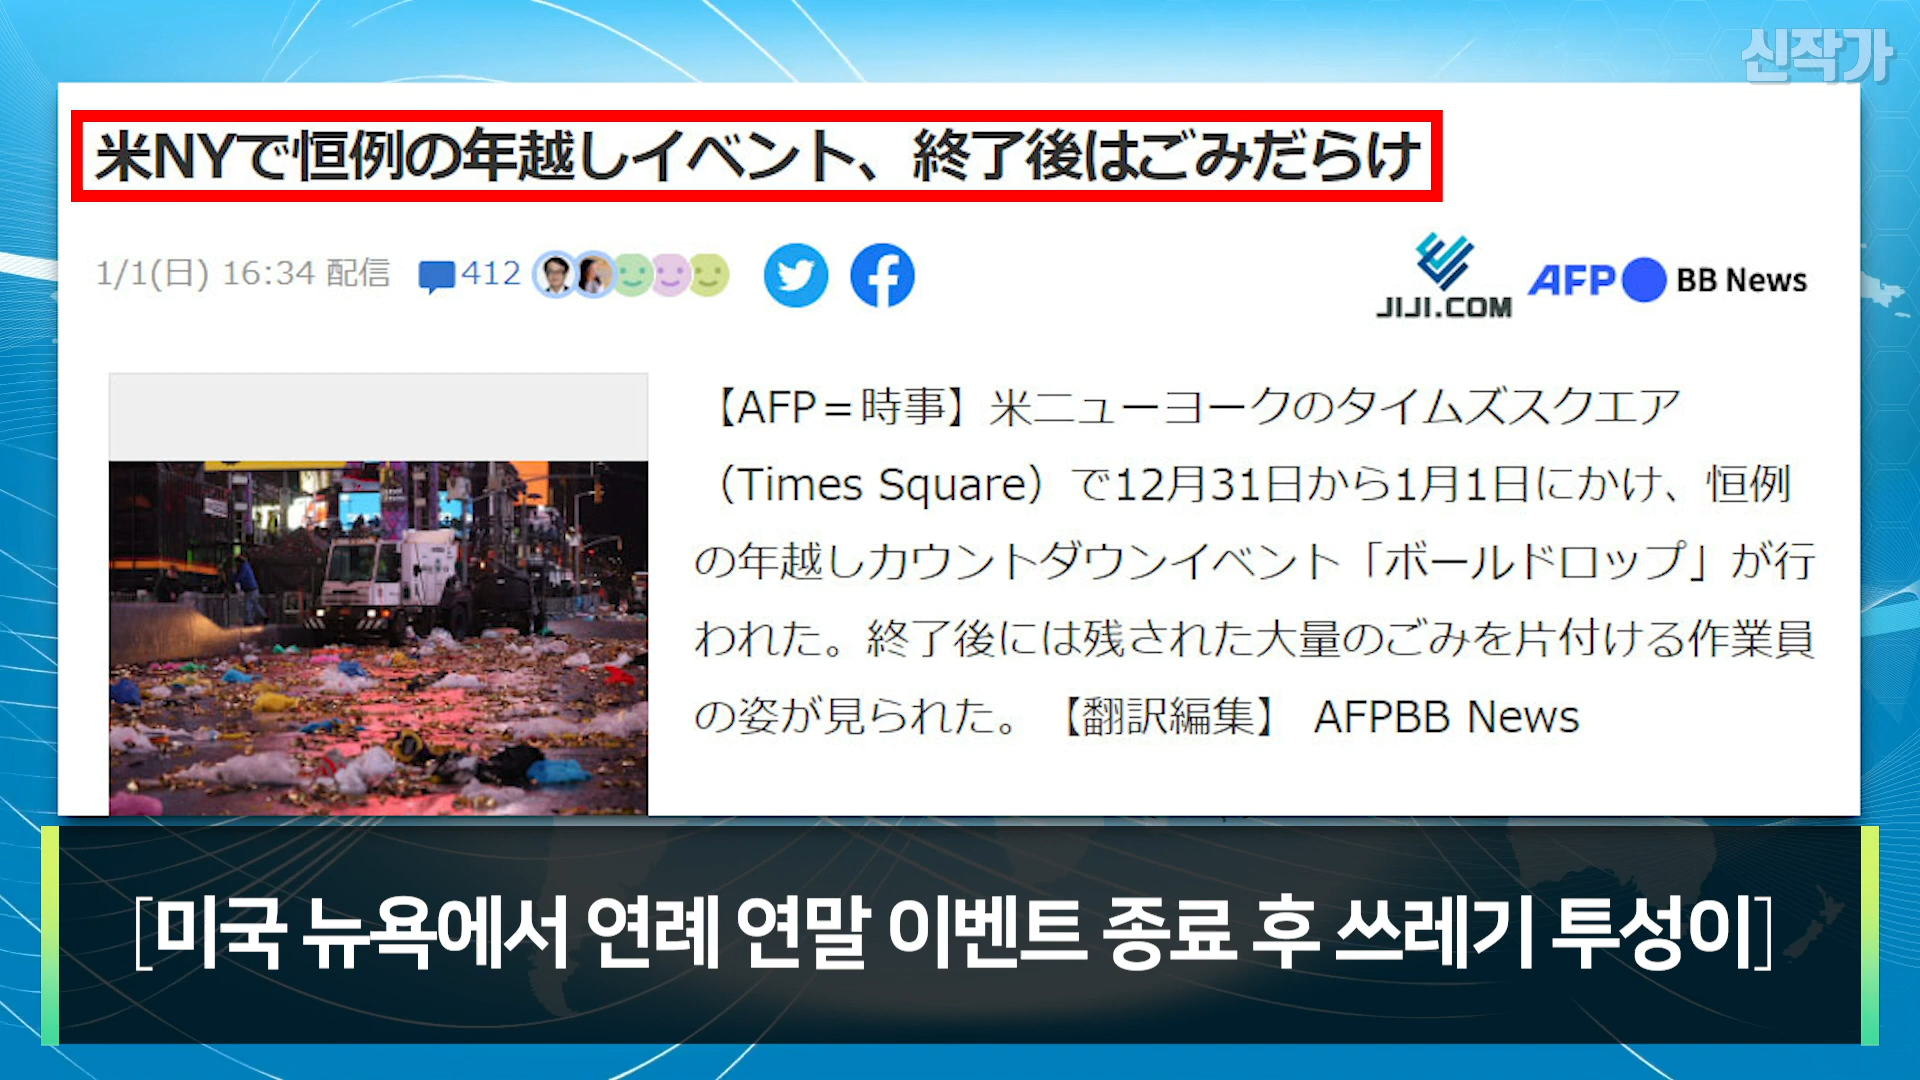 신작가
米NYで恒例の年越しイベント、終了後はごみだらけ
1/1(日) 16:34 配信 412
JIJI.COM AFP BB News
【AFP＝時事】米ニューヨークのタイムズスクエア
（Times Square）で12月31日から1月1日にかけ、恒例
の年越しカウントダウンイベント「ボールドロップ」が行
われた。終了後には残された大量のごみを片付ける作業員
の姿が見られた。【翻訳編集】 AFPBB News
[미국 뉴욕에서 연례 연말 이벤트 종료 후 쓰레기 투성이]